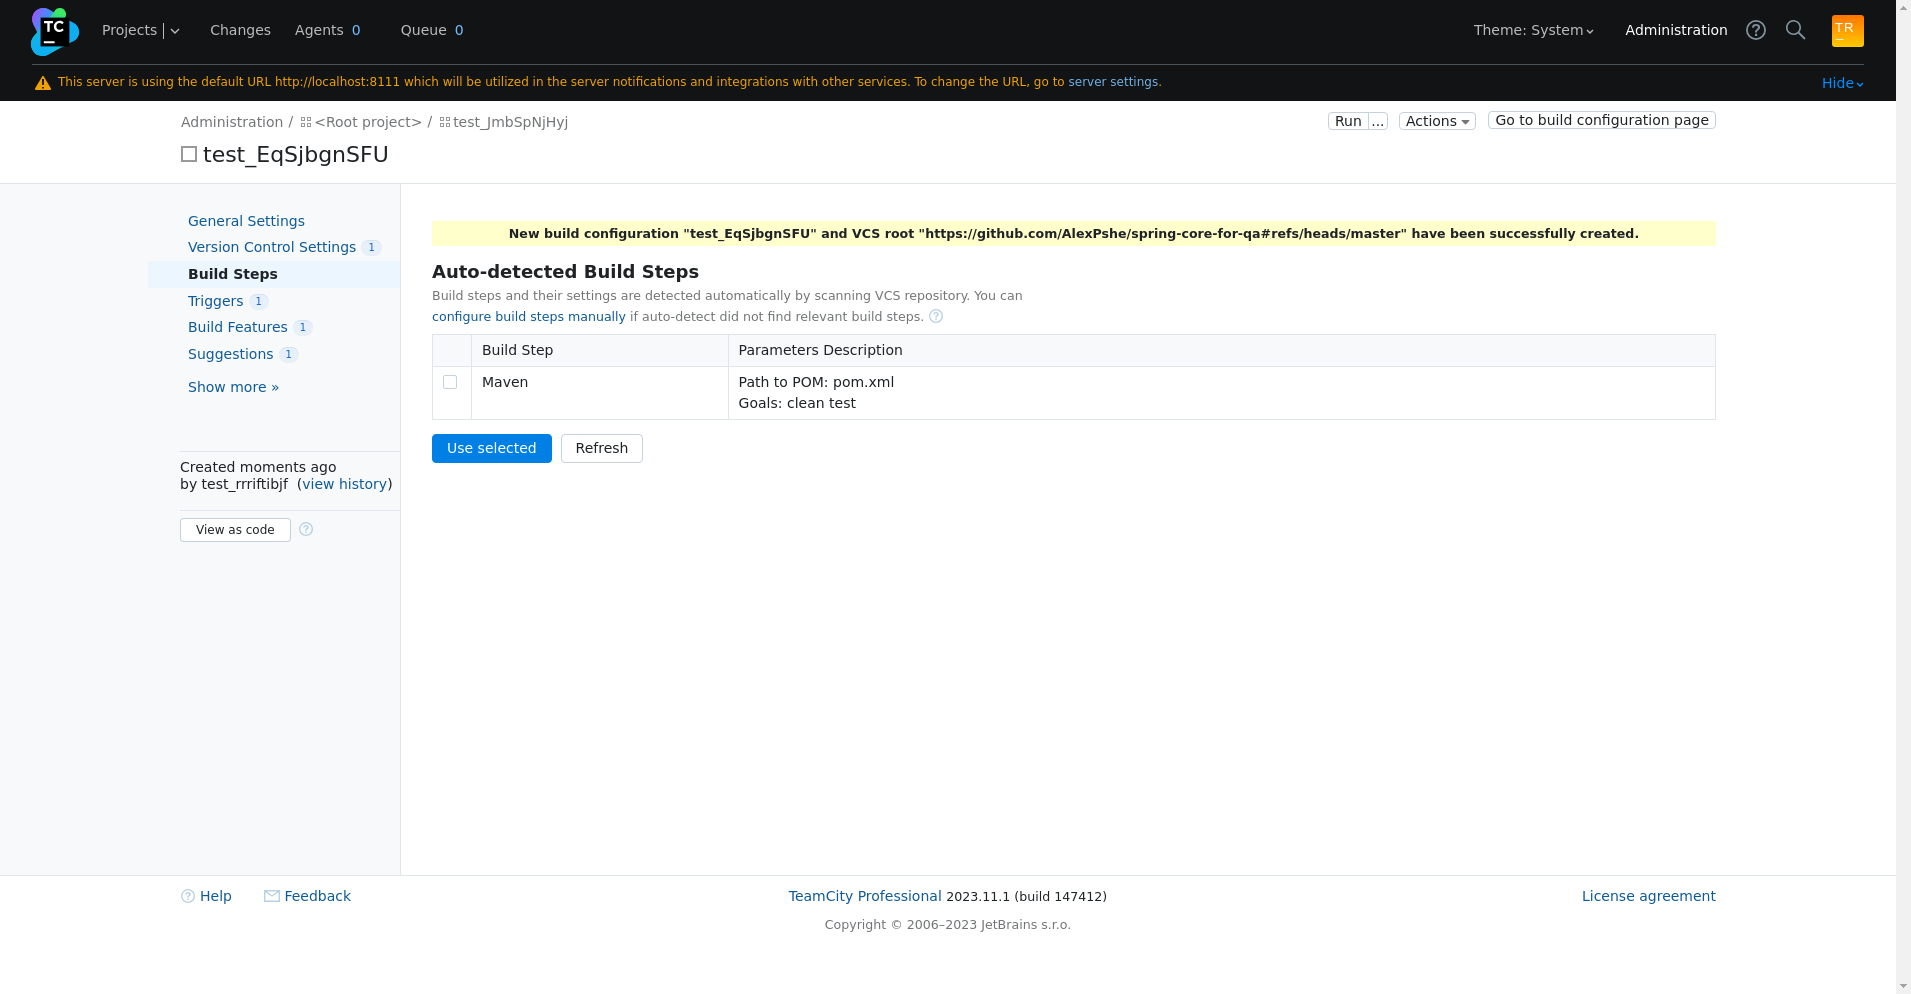 TC
Projects
Changes
Agents 0
Queue 0
Theme: System
Administration
TR
This server is using the default URL http://localhost:8111 which will be utilized in the server notifications and integrations with other services. To change the URL, go to server settings.
Hide
Administration / <Root project> / test_JmbSpNjHyj
Run ...
Actions
Go to build configuration page
test_EqSjbgnSFU
General Settings
Version Control Settings 1
Build Steps
Triggers 1
Build Features 1
Suggestions 1
Show more »
Created moments ago
by test_rrriftibjf (view history)
View as code ?
New build configuration "test_EqSjbgnSFU" and VCS root "https://github.com/AlexPshe/spring-core-for-qa#refs/heads/master" have been successfully created.
Auto-detected Build Steps
Build steps and their settings are detected automatically by scanning VCS repository. You can
configure build steps manually if auto-detect did not find relevant build steps. ?
Build Step
Parameters Description
Maven
Path to POM: pom.xml
Goals: clean test
Use selected
Refresh
? Help
Feedback
TeamCity Professional 2023.11.1 (build 147412)
License agreement
Copyright © 2006–2023 JetBrains s.r.o.